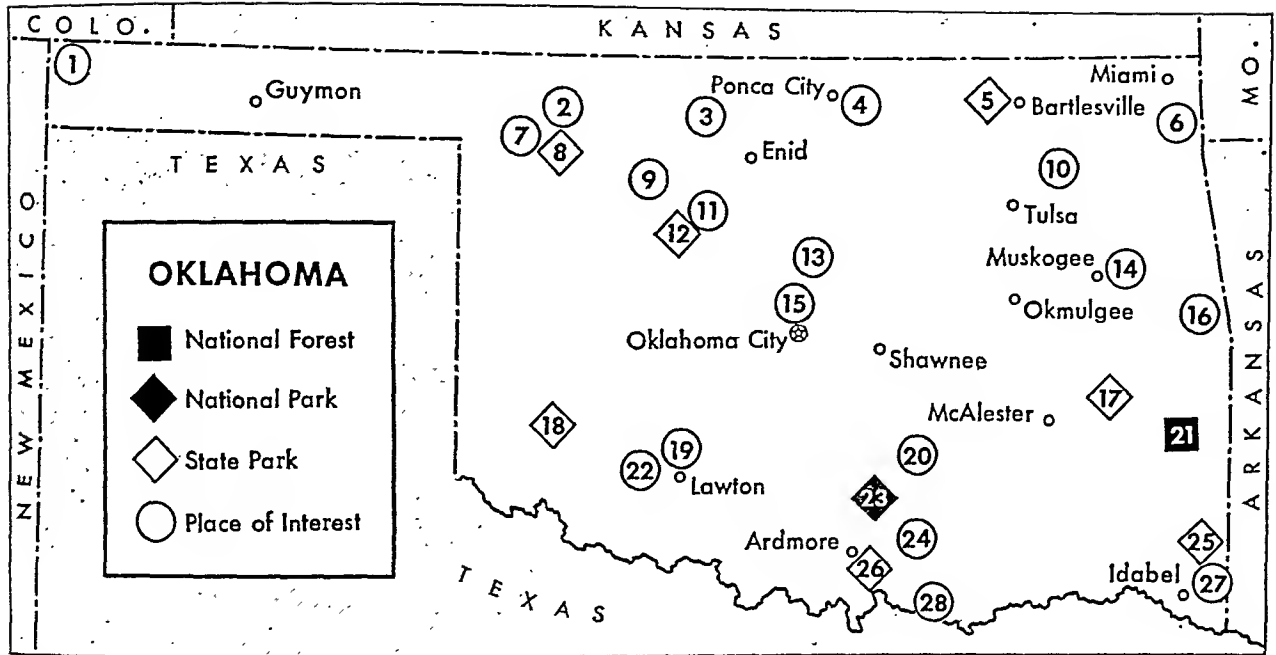 COLO.
KANSAS
MO.
1
Guymon
2
3
Ponca City
4
5
Bartlesville
Miami
6
7
8
Enid
TEXAS
9
10
11
12
Tulsa
NEW MEXICO
OKLAHOMA
National Forest
National Park
State Park
Place of Interest
13
Muskogee
14
15
Okmulgee
16
Oklahoma City
Shawnee
ARKANSAS
17
McAlester
18
19
20
21
22
Lawton
23
Ardmore
24
25
26
Idabel
27
28
TEXAS